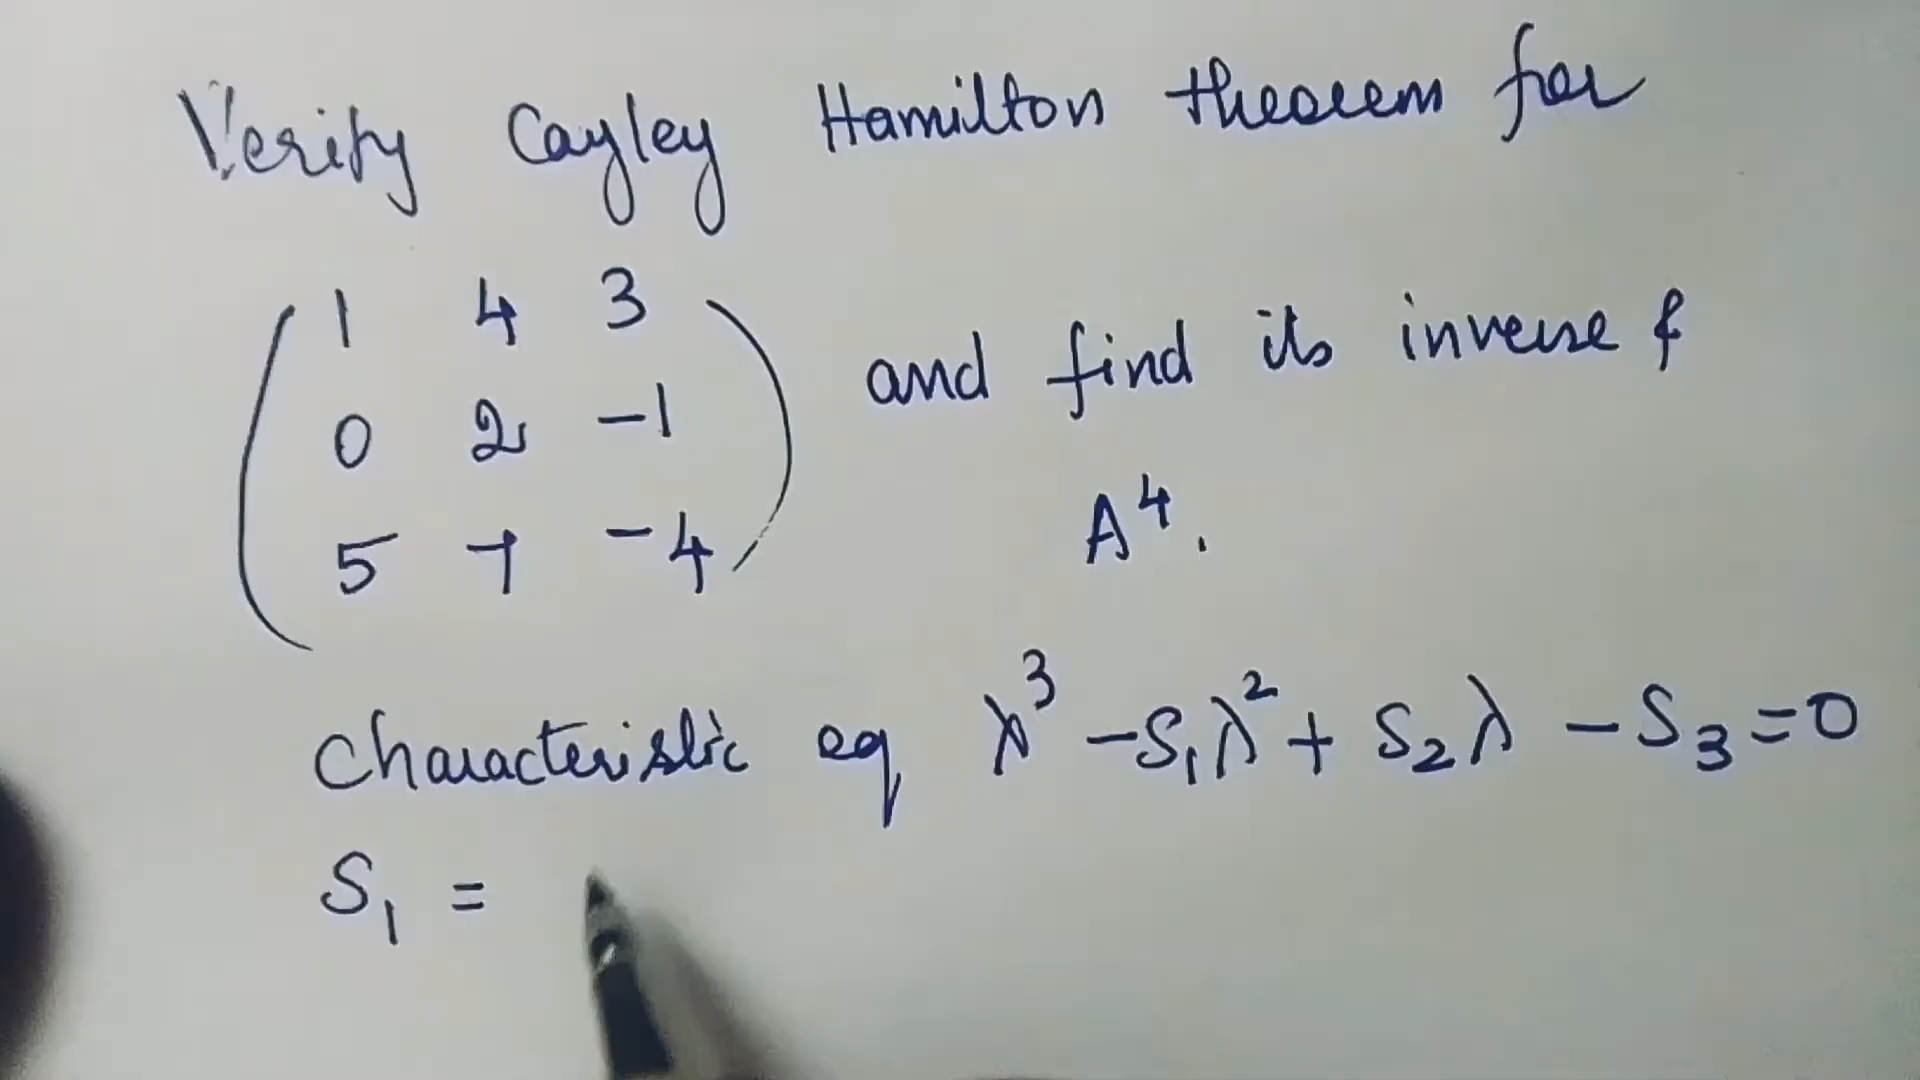 Verify Cayley Hamilton theorem for
( 1 4 3
0 2 -1
5 -1 -4 ) and find its inverse &
A⁴.
Characteristic eq λ³ - S₁λ² + S₂λ - S₃ = 0
S₁ =